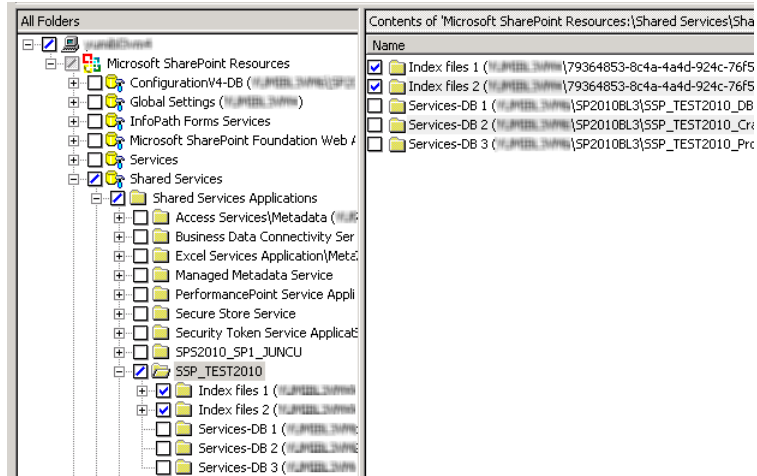 All Folders
Microsoft SharePoint Resources
ConfigurationV4-DB (
Global Settings (
InfoPath Forms Services
Microsoft SharePoint Foundation Web
Services
Shared Services
Shared Services Applications
Access Services\Metadata (
Business Data Connectivity Ser
Excel Services Application\Meta
Managed Metadata Service
PerformancePoint Service Appli
Secure Store Service
Security Token Service Applicat
SPS2010_SP1_JUNCU
SSP_TEST2010
Index files 1 (
Index files 2 (
Services-DB 1 (
Services-DB 2 (
Services-DB 3 (
Contents of 'Microsoft SharePoint Resources:\Shared Services\Sha
Name
Index files 1 ( \79364853-8c4a-4a4d-924c-76f5
Index files 2 ( \79364853-8c4a-4a4d-924c-76f5
Services-DB 1 ( \SP2010BL3\SSP_TEST2010_DB
Services-DB 2 ( \SP2010BL3\SSP_TEST2010_Cra
Services-DB 3 ( \SP2010BL3\SSP_TEST2010_Pro